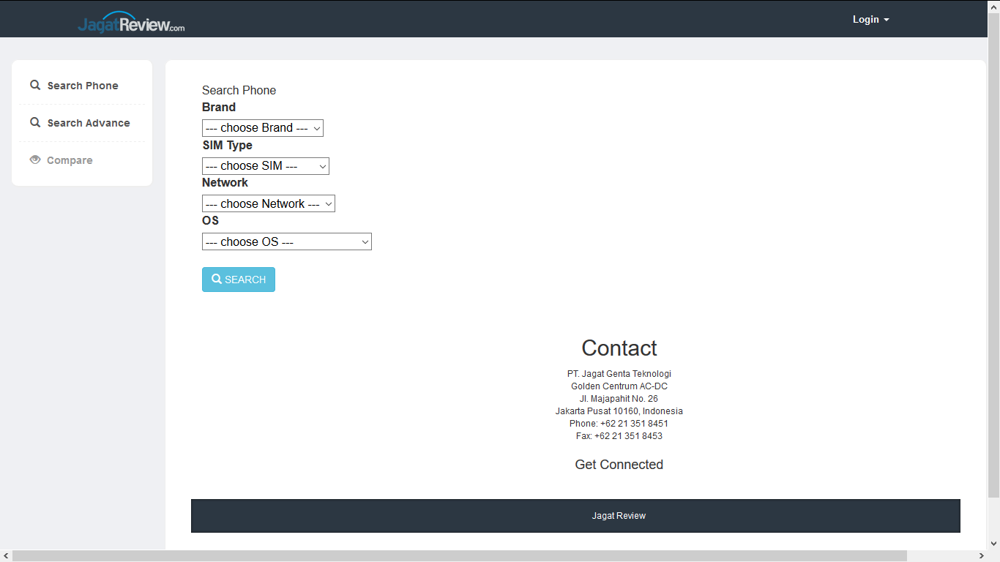 JagatReview.com
Login
Search Phone
Search Advance
Compare
Search Phone
Brand
--- choose Brand ---
SIM Type
--- choose SIM ---
Network
--- choose Network ---
OS
--- choose OS ---
SEARCH
Contact
PT. Jagat Genta Teknologi
Golden Centrum AC-DC
Jl. Majapahit No. 26
Jakarta Pusat 10160, Indonesia
Phone: +62 21 351 8451
Fax: +62 21 351 8453
Get Connected
Jagat Review